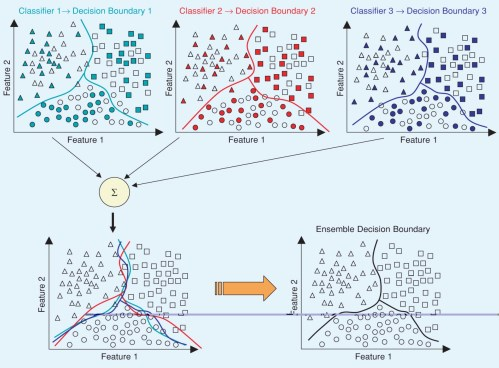 Classifier 1→ Decision Boundary 1
Classifier 2→ Decision Boundary 2
Classifier 3→ Decision Boundary 3
Feature 2
Feature 2
Feature 2
Feature 1
Feature 1
Feature 1
Σ
Ensemble Decision Boundary
Feature 2
Feature 2
Feature 1
Feature 1